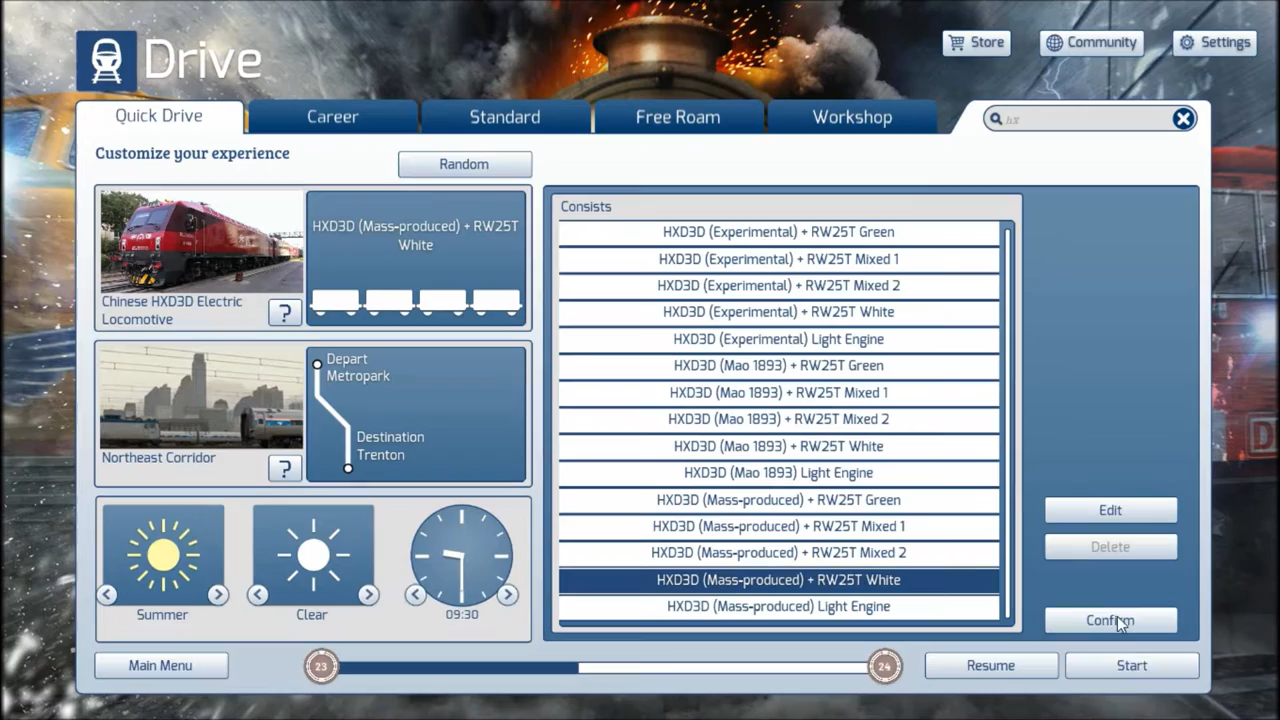 Drive
Store
Community
Settings
Quick Drive
Career
Standard
Free Roam
Workshop
hx
Customize your experience
Random
HXD3D (Mass-produced) + RW25T
White
Chinese HXD3D Electric
Locomotive
?
Depart
Metropark
Destination
Trenton
Northeast Corridor
?
Summer
Clear
09:30
Consists
HXD3D (Experimental) + RW25T Green
HXD3D (Experimental) + RW25T Mixed 1
HXD3D (Experimental) + RW25T Mixed 2
HXD3D (Experimental) + RW25T White
HXD3D (Experimental) Light Engine
HXD3D (Mao 1893) + RW25T Green
HXD3D (Mao 1893) + RW25T Mixed 1
HXD3D (Mao 1893) + RW25T Mixed 2
HXD3D (Mao 1893) + RW25T White
HXD3D (Mao 1893) Light Engine
HXD3D (Mass-produced) + RW25T Green
HXD3D (Mass-produced) + RW25T Mixed 1
HXD3D (Mass-produced) + RW25T Mixed 2
HXD3D (Mass-produced) + RW25T White
HXD3D (Mass-produced) Light Engine
Edit
Delete
Confirm
Main Menu
23
24
Resume
Start